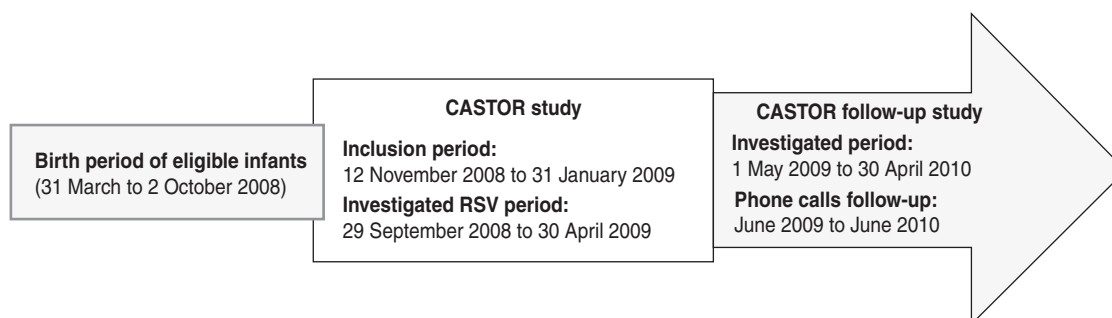 Birth period of eligible infants
(31 March to 2 October 2008)
CASTOR study
Inclusion period:
12 November 2008 to 31 January 2009
Investigated RSV period:
29 September 2008 to 30 April 2009
CASTOR follow-up study
Investigated period:
1 May 2009 to 30 April 2010
Phone calls follow-up:
June 2009 to June 2010